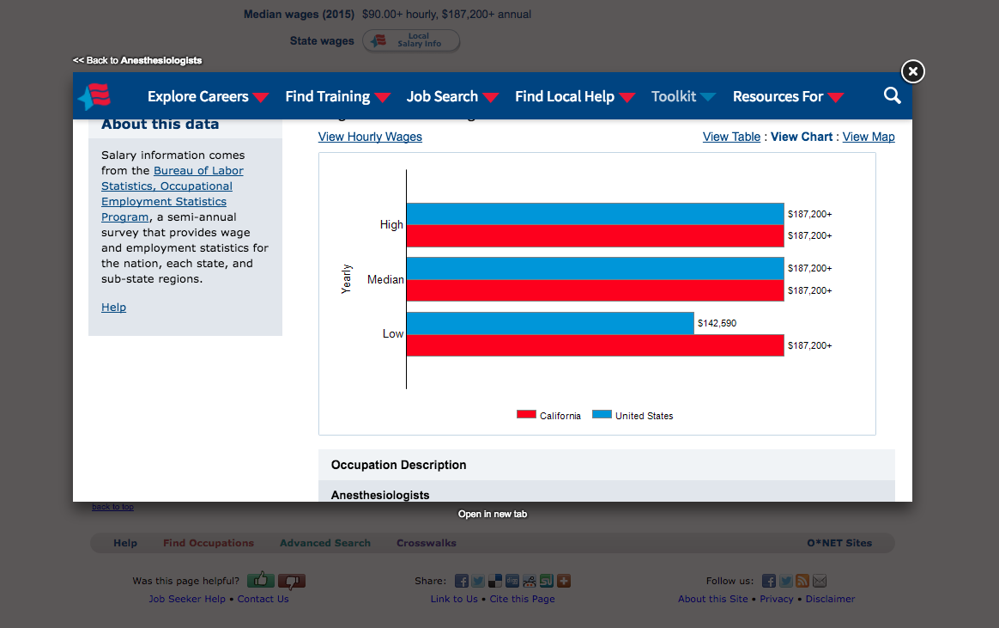 Median wages (2015) $90.00+ hourly, $187,200+ annual
State wages Local Salary Info
<< Back to Anesthesiologists
Explore Careers Find Training Job Search Find Local Help Toolkit Resources For
About this data
Salary information comes
from the Bureau of Labor
Statistics, Occupational
Employment Statistics
Program, a semi-annual
survey that provides wage
and employment statistics for
the nation, each state, and
sub-state regions.
Help
View Hourly Wages
View Table : View Chart : View Map
Yearly
High
$187,200+
$187,200+
Median
$187,200+
$187,200+
Low
$142,590
$187,200+
California United States
Occupation Description
Anesthesiologists
back to top
Open in new tab
Help Find Occupations Advanced Search Crosswalks O*NET Sites
Was this page helpful? Share: Follow us:
Job Seeker Help • Contact Us Link to Us • Cite this Page About this Site • Privacy • Disclaimer